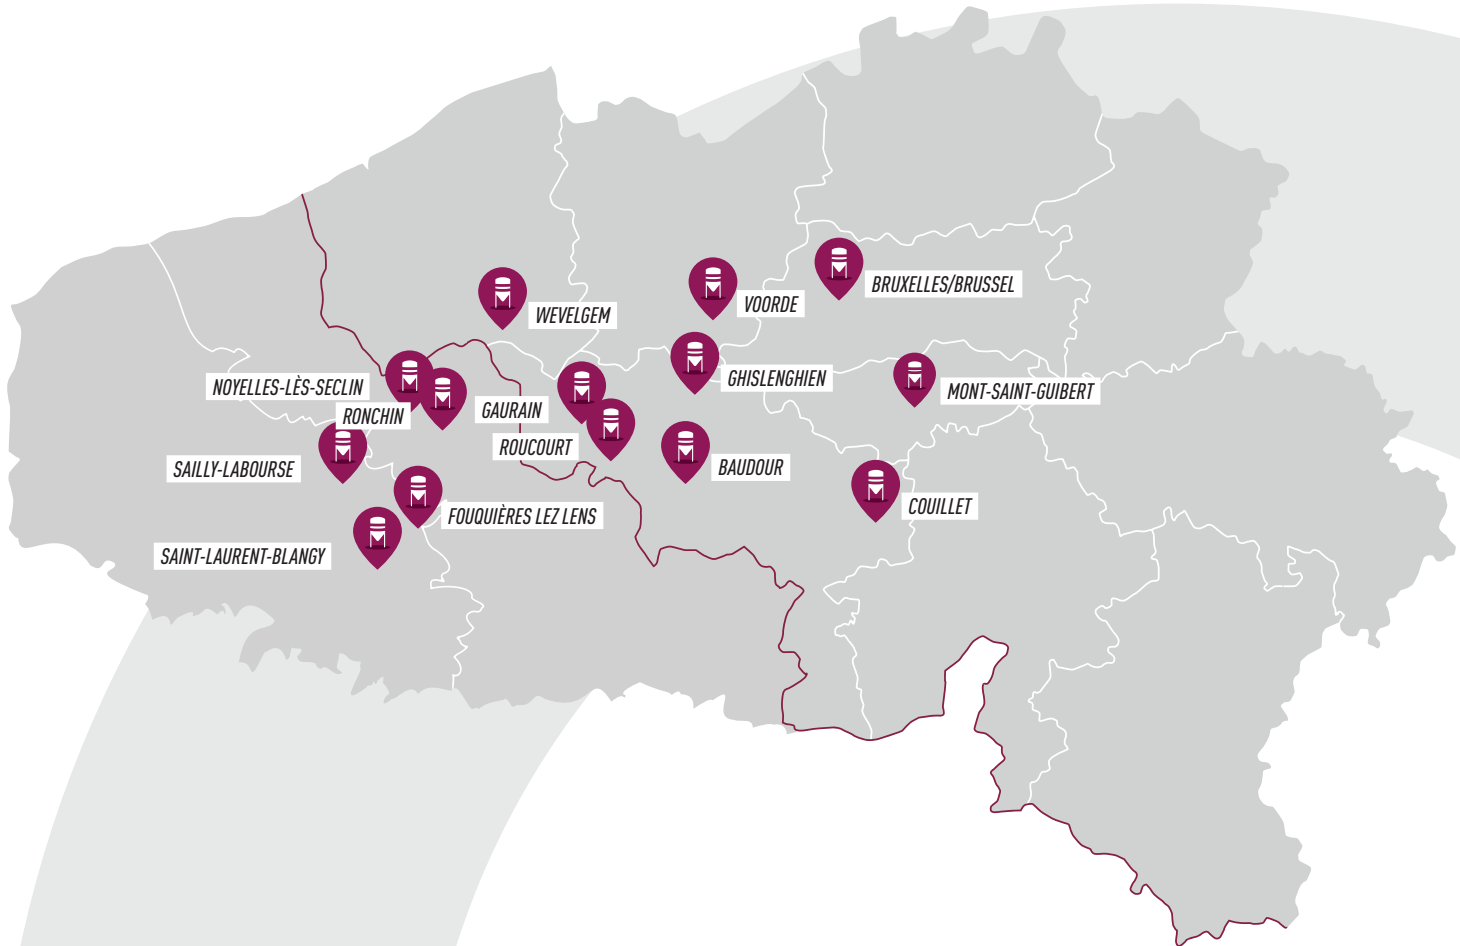 BRUXELLES/BRUSSEL
VOORDE
WEVELGEM
GHISLENGHIEN
NOYELLES-LÈS-SECLIN
MONT-SAINT-GUIBERT
RONCHIN
GAURAIN
ROUCOURT
SAILLY-LABOURSE
BAUDOUR
COUILLET
FOUQUIÈRES LEZ LENS
SAINT-LAURENT-BLANGY